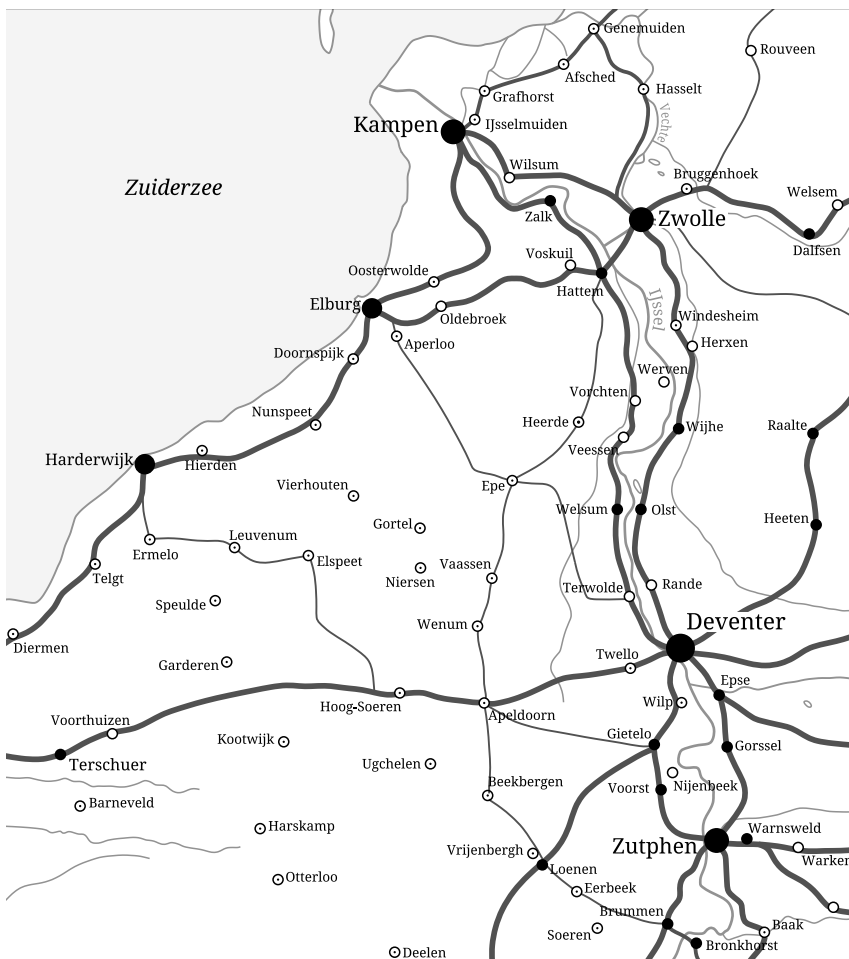 Genemuiden
Rouveen
Afsched
Hasselt
Grafhorst
Vechte
Kampen
IJsselmuiden
Wilsum
Bruggenhoek
Zuiderzee
Welsem
Zalk
Zwolle
Dalfsen
Voskuil
Oosterwolde
Hattem
IJssel
Elburg
Oldebroek
Windesheim
Aperloo
Herxen
Doornspijk
Werven
Vorchten
Nunspeet
Heerde
Wijhe
Raalte
Veessen
Harderwijk
Hierden
Vierhouten
Epe
Welsum
Olst
Heeten
Gortel
Leuvenum
Ermelo
Elspeet
Vaassen
Telgt
Niersen
Terwolde
Rande
Speulde
Wenum
Deventer
Diermen
Twello
Garderen
Epse
Hoog-Soeren
Wilp
Apeldoorn
Voorthuizen
Kootwijk
Gietelo
Gorssel
Terschuer
Ugchelen
Beekbergen
Voorst
Nijenbeek
Barneveld
Harskamp
Warnsweld
Vrijenbergh
Zutphen
Warken
Loenen
Otterloo
Eerbeek
Brummen
Baak
Soeren
Bronkhorst
Deelen